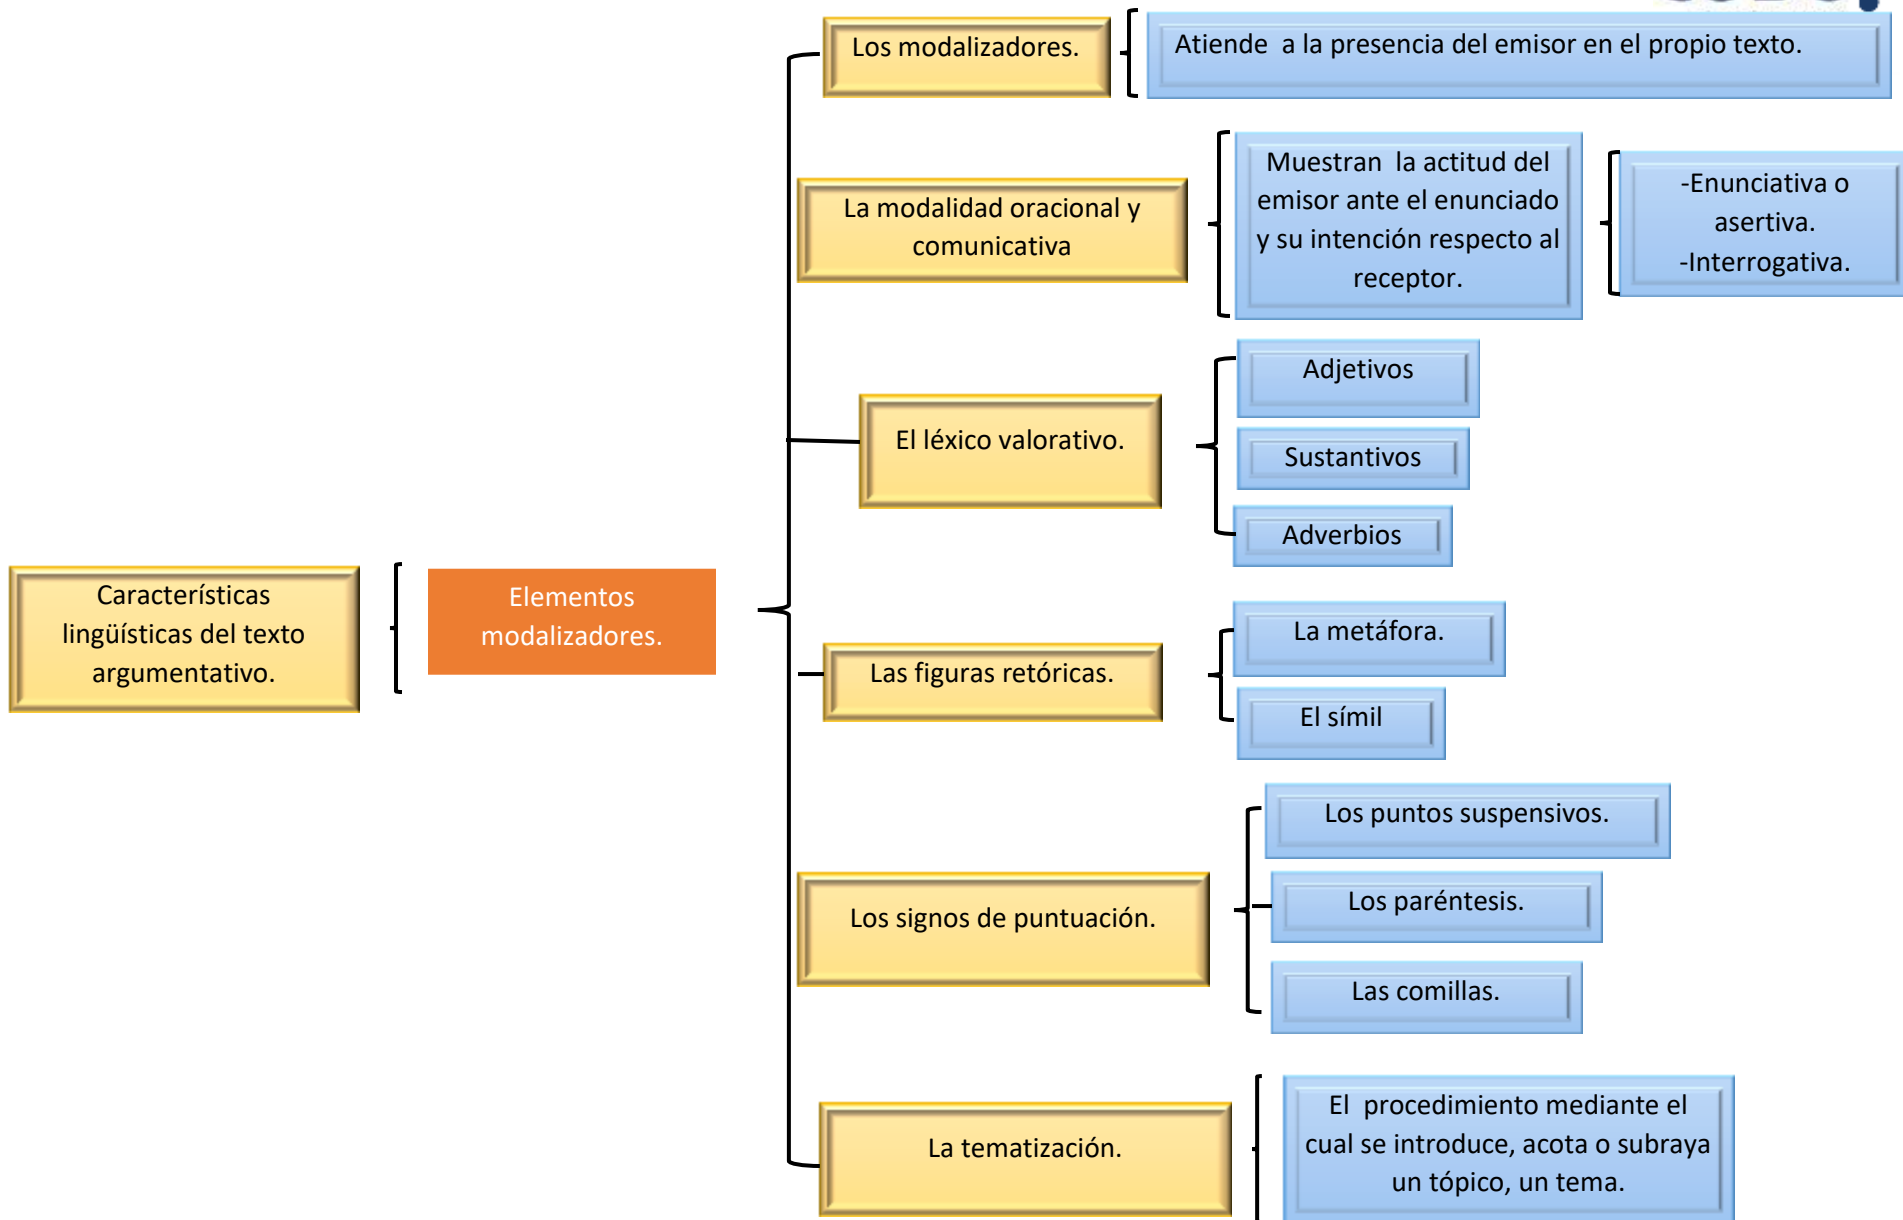 Los modalizadores.
Atiende  a la presencia del emisor en el propio texto.
La modalidad oracional y
comunicativa
Muestran  la actitud del
emisor ante el enunciado
y su intención respecto al
receptor.
-Enunciativa o
asertiva.
-Interrogativa.
El léxico valorativo.
Adjetivos
Sustantivos
Adverbios
Características
lingüísticas del texto
argumentativo.
Elementos
modalizadores.
Las figuras retóricas.
La metáfora.
El símil
Los signos de puntuación.
Los puntos suspensivos.
Los paréntesis.
Las comillas.
La tematización.
El  procedimiento mediante el
cual se introduce, acota o subraya
un tópico, un tema.